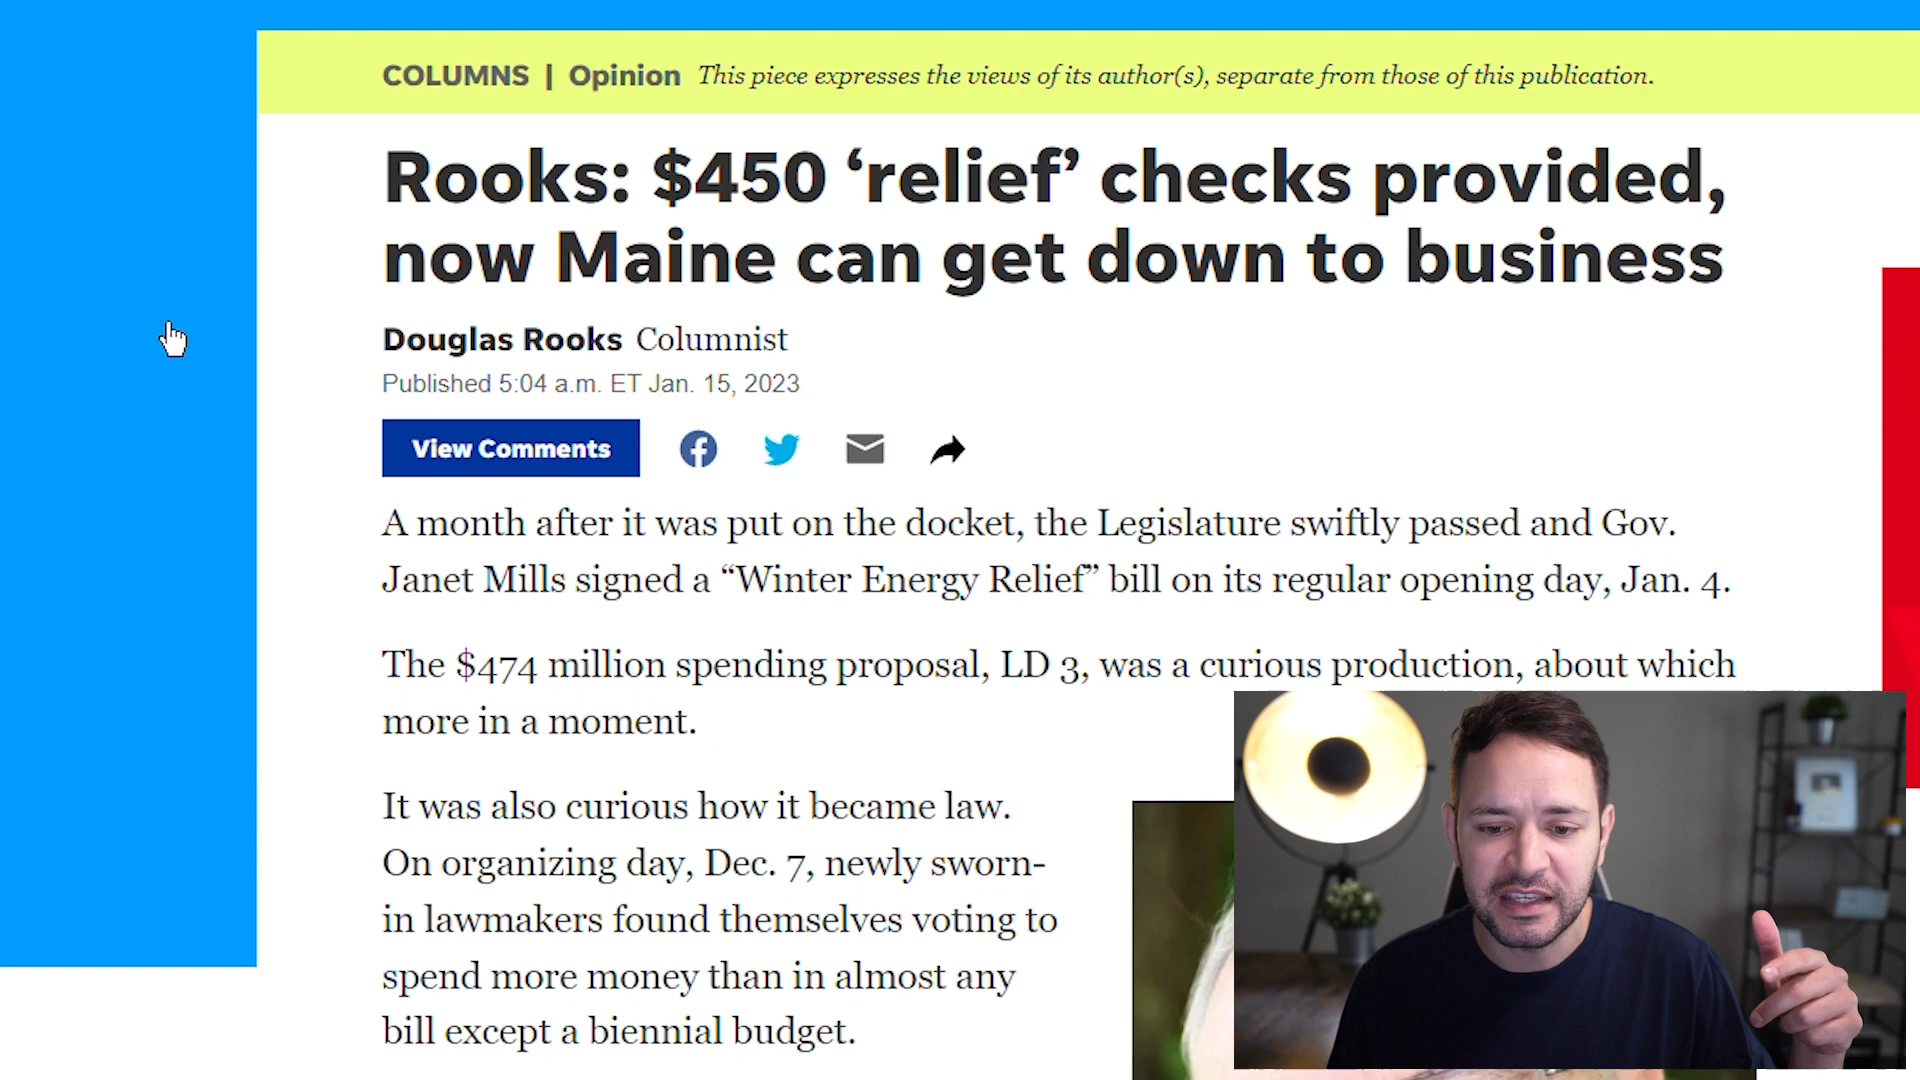 COLUMNS | Opinion This piece expresses the views of its author(s), separate from those of this publication.
Rooks: $450 ‘relief’ checks provided,
now Maine can get down to business
Douglas Rooks Columnist
Published 5:04 a.m. ET Jan. 15, 2023
View Comments
A month after it was put on the docket, the Legislature swiftly passed and Gov.
Janet Mills signed a “Winter Energy Relief” bill on its regular opening day, Jan. 4.
The $474 million spending proposal, LD 3, was a curious production, about which
more in a moment.
It was also curious how it became law.
On organizing day, Dec. 7, newly sworn-
in lawmakers found themselves voting to
spend more money than in almost any
bill except a biennial budget.